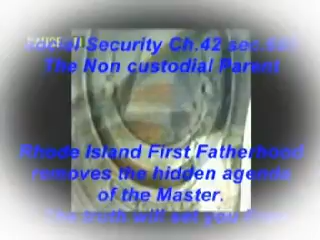 Social Security Ch.42 sec.
The Non custodial Parent
Rhode Island First Fatherhood
removes the hidden agenda
of the Master.
The truth will set you Free